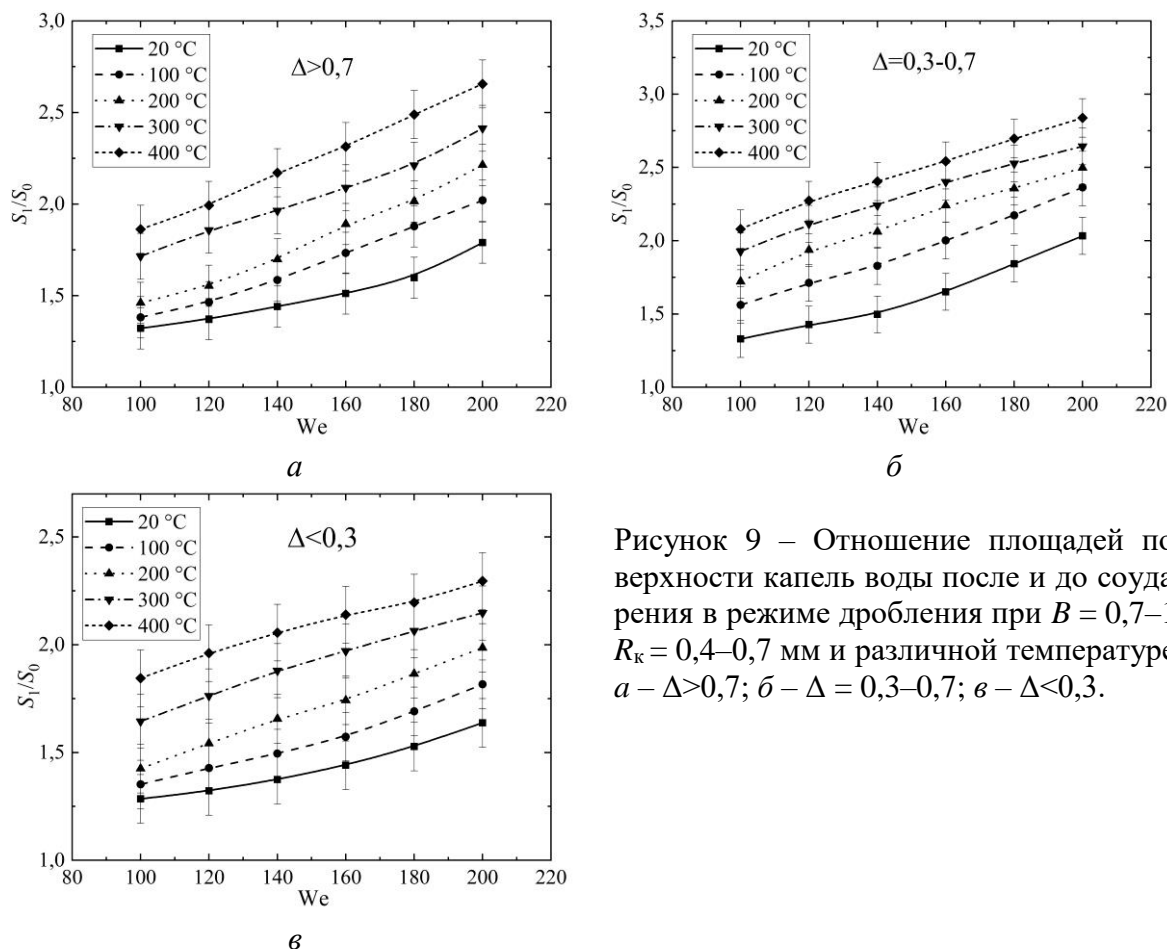 3,0
2,5
2,0
1,5
1,0
S₁/S₀
20 °C
100 °C
200 °C
300 °C
400 °C
Δ>0,7
80 100 120 140 160 180 200 220
We
а
3,5
3,0
2,5
2,0
1,5
1,0
S₁/S₀
20 °C
100 °C
200 °C
300 °C
400 °C
Δ=0,3-0,7
80 100 120 140 160 180 200 220
We
б
2,5
2,0
1,5
1,0
S₁/S₀
20 °C
100 °C
200 °C
300 °C
400 °C
Δ<0,3
80 100 120 140 160 180 200 220
We
в
Рисунок 9 – Отношение площадей по
верхности капель воды после и до соуда
рения в режиме дробления при B = 0,7–1
Rк = 0,4–0,7 мм и различной температуре
а – Δ>0,7; б – Δ = 0,3–0,7; в – Δ<0,3.